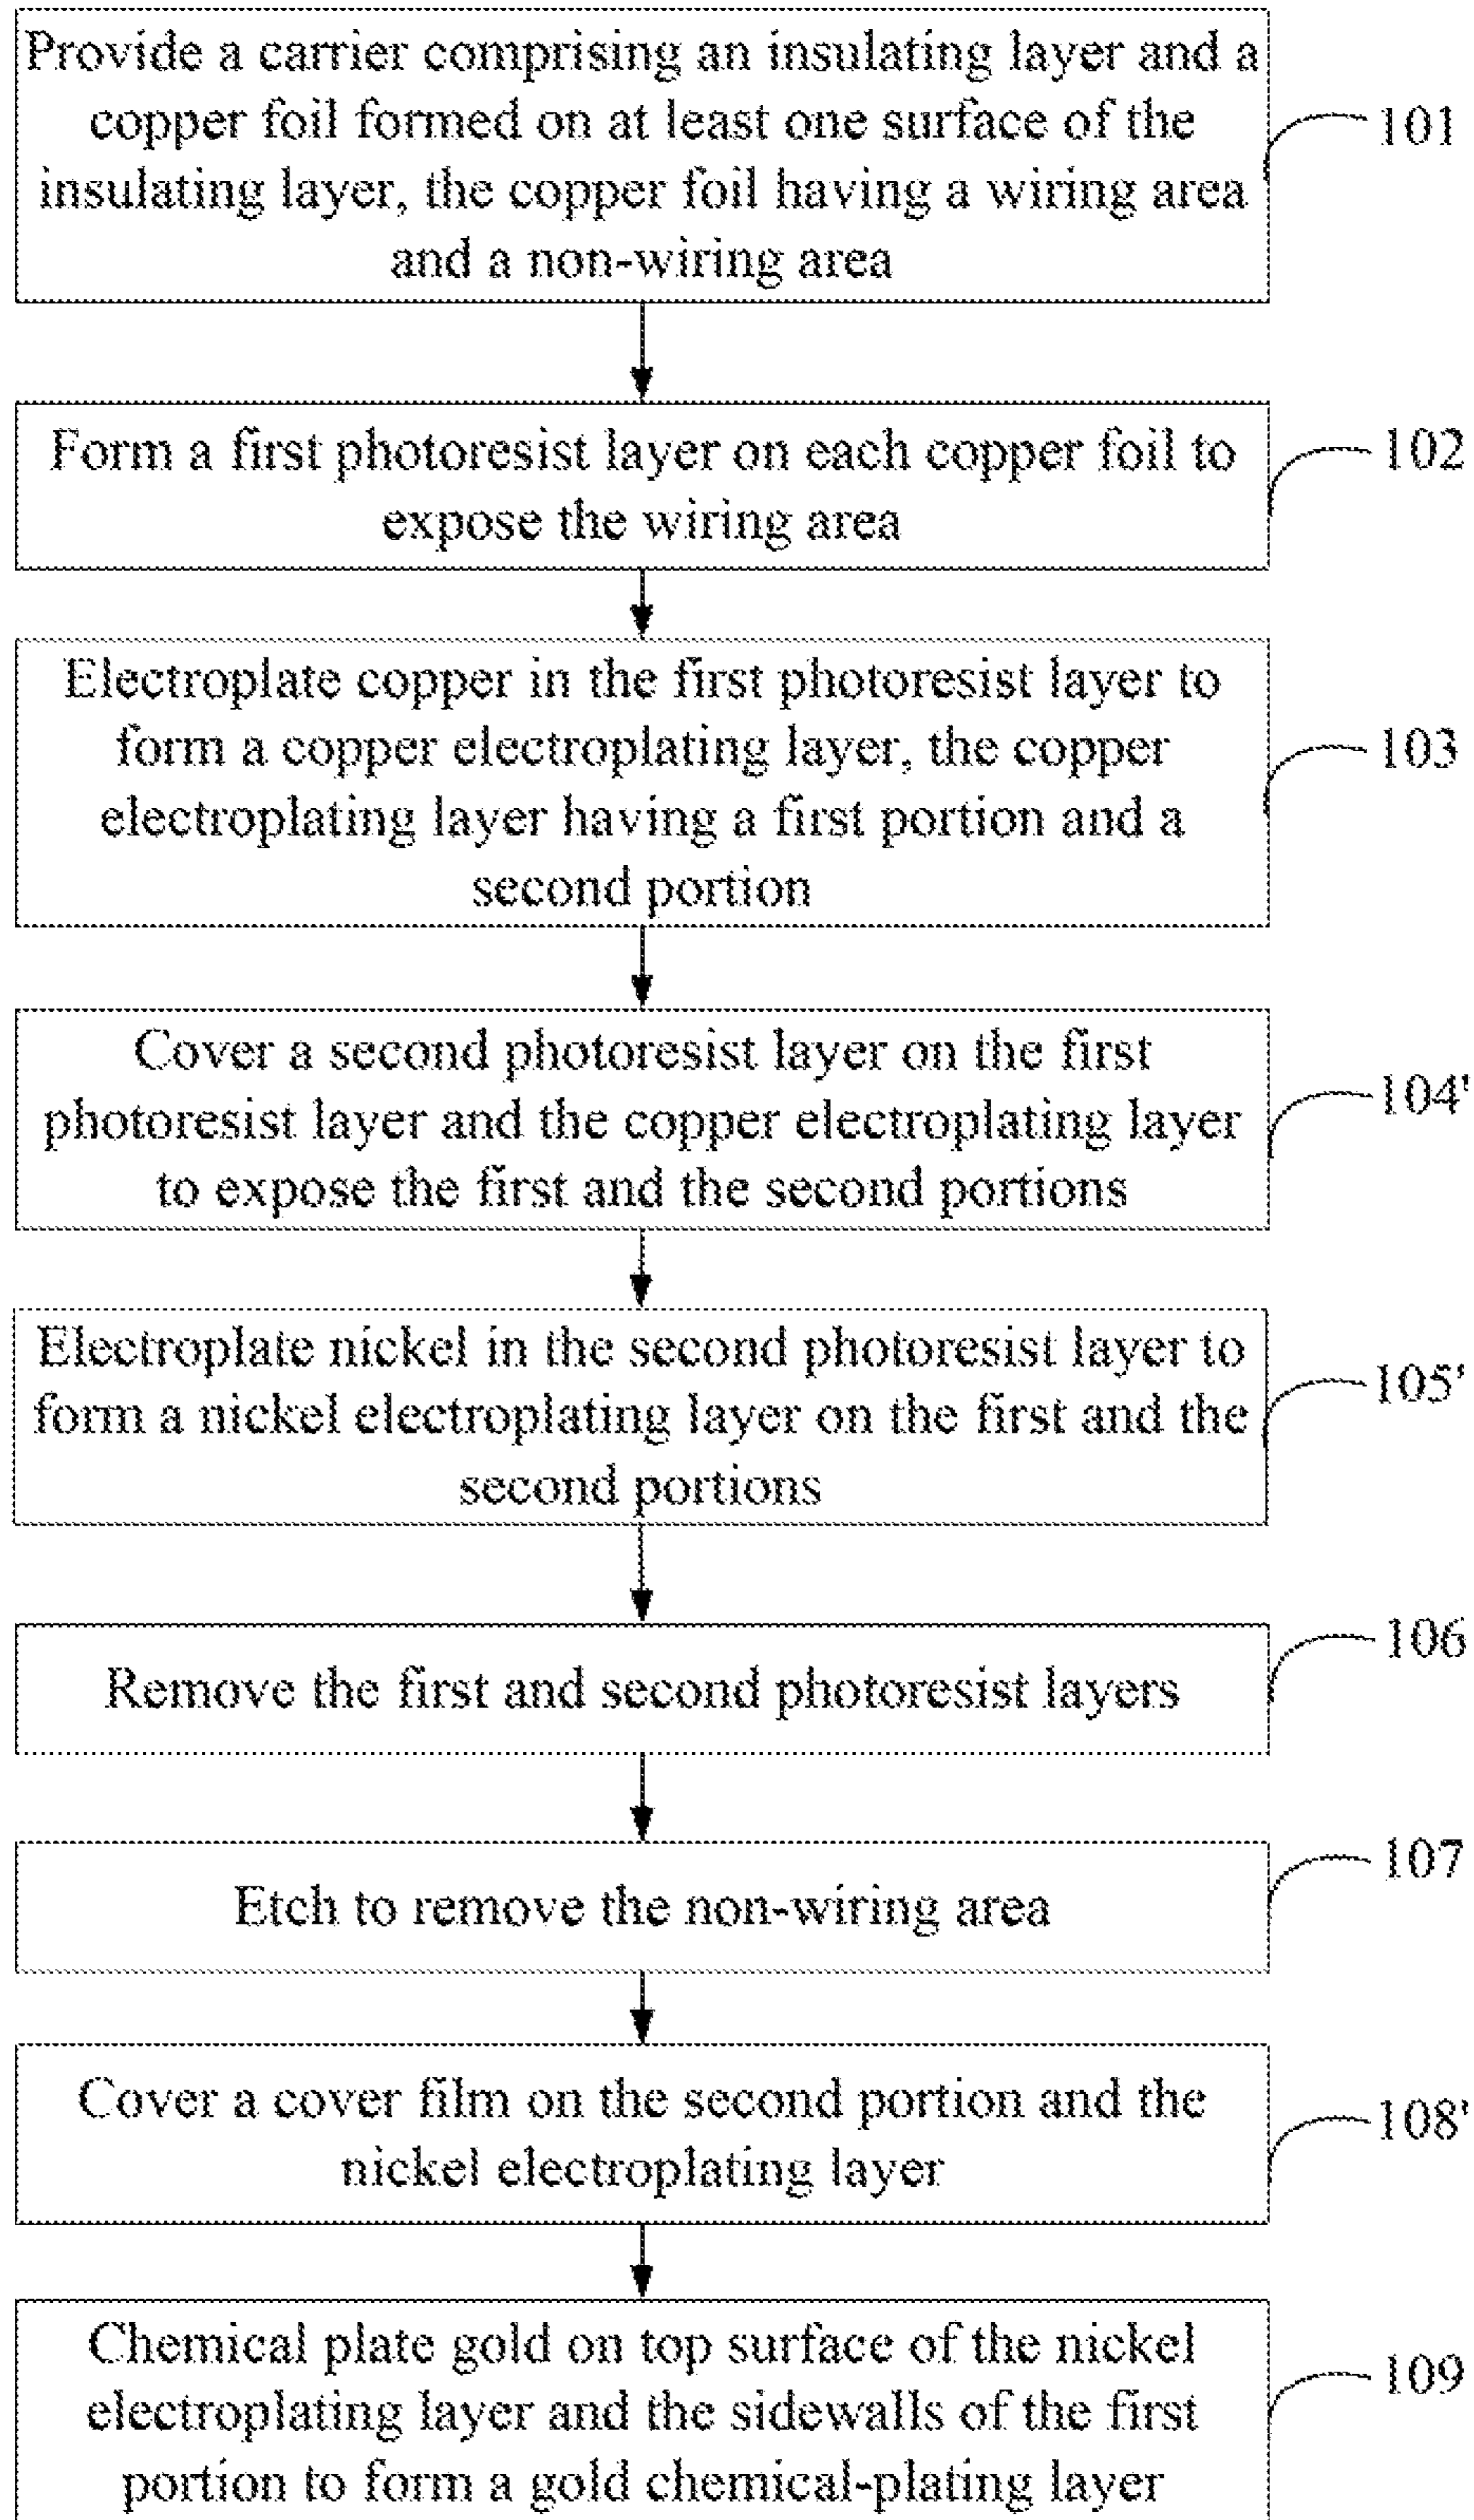 Provide a carrier comprising an insulating layer and a
copper foil formed on at least one surface of the
insulating layer, the copper foil having a wiring area
and a non-wiring area
101
Form a first photoresist layer on each copper foil to
expose the wiring area
102
Electroplate copper in the first photoresist layer to
form a copper electroplating layer, the copper
electroplating layer having a first portion and a
second portion
103
Cover a second photoresist layer on the first
photoresist layer and the copper electroplating layer
to expose the first and the second portions
104'
Electroplate nickel in the second photoresist layer to
form a nickel electroplating layer on the first and the
second portions
105'
Remove the first and second photoresist layers
106
Etch to remove the non-wiring area
107
Cover a cover film on the second portion and the
nickel electroplating layer
108'
Chemical plate gold on top surface of the nickel
electroplating layer and the sidewalls of the first
portion to form a gold chemical-plating layer
109